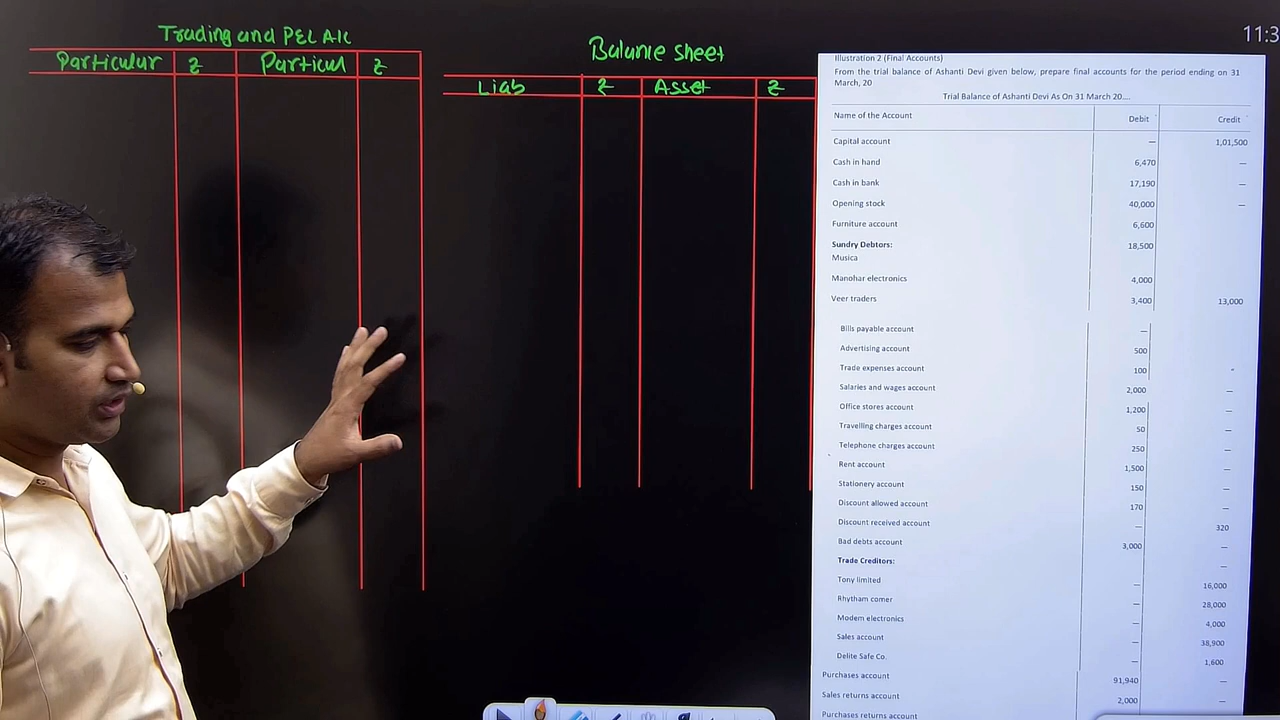 Trading and P&L A/c
Particular ₹ Particul ₹
Balance sheet
Liab ₹ Asset ₹
11:3
Illustration 2 (Final Accounts)
From the trial balance of Ashanti Devi given below, prepare final accounts for the period ending on 31
March, 20
Trial Balance of Ashanti Devi As On 31 March 20....
Name of the Account Debit Credit
Capital account — 1,01,500
Cash in hand 6,470 —
Cash in bank 17,190 —
Opening stock 40,000 —
Furniture account 6,600
Sundry Debtors: 18,500
Musica
Manohar electronics 4,000
Veer traders 3,400 13,000
Bills payable account —
Advertising account 500
Trade expenses account 100 -
Salaries and wages account 2,000 —
Office stores account 1,200 —
Travelling charges account 50 —
Telephone charges account 250 —
Rent account 1,500 —
Stationery account 150 —
Discount allowed account 170 —
Discount received account — 320
Bad debts account 3,000 —
Trade Creditors: —
Tony limited — 16,000
Rhytham comer — 28,000
Modem electronics 4,000
Sales account — 38,900
Delite Safe Co. — 1,600
Purchases account 91,940 —
Sales returns account 2,000 —
Purchases returns account